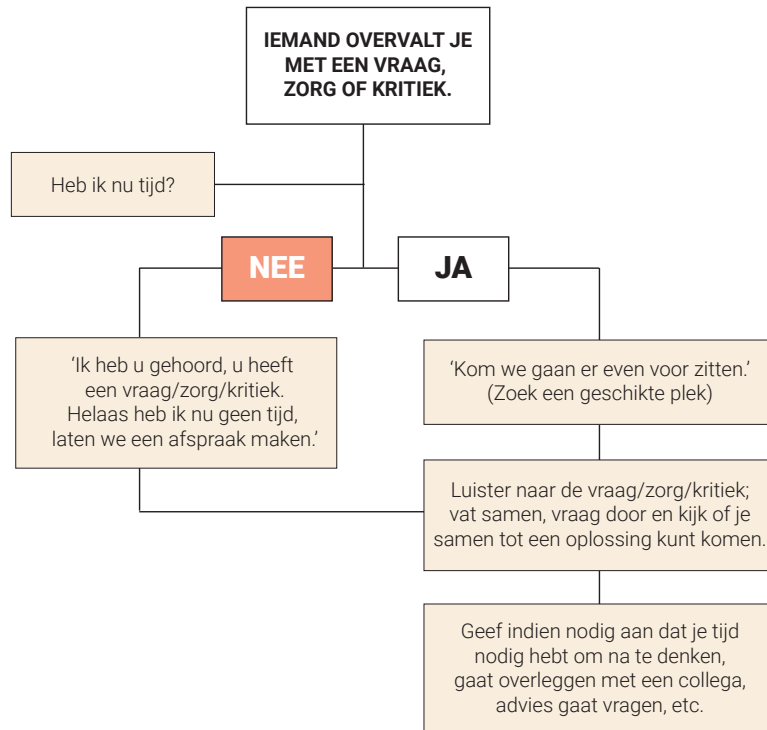 IEMAND OVERVALT JE
MET EEN VRAAG,
ZORG OF KRITIEK.
Heb ik nu tijd?
NEE
JA
‘Ik heb u gehoord, u heeft
een vraag/zorg/kritiek.
Helaas heb ik nu geen tijd,
laten we een afspraak maken.’
‘Kom we gaan er even voor zitten.’
(Zoek een geschikte plek)
Luister naar de vraag/zorg/kritiek;
vat samen, vraag door en kijk of je
samen tot een oplossing kunt komen.
Geef indien nodig aan dat je tijd
nodig hebt om na te denken,
gaat overleggen met een collega,
advies gaat vragen, etc.